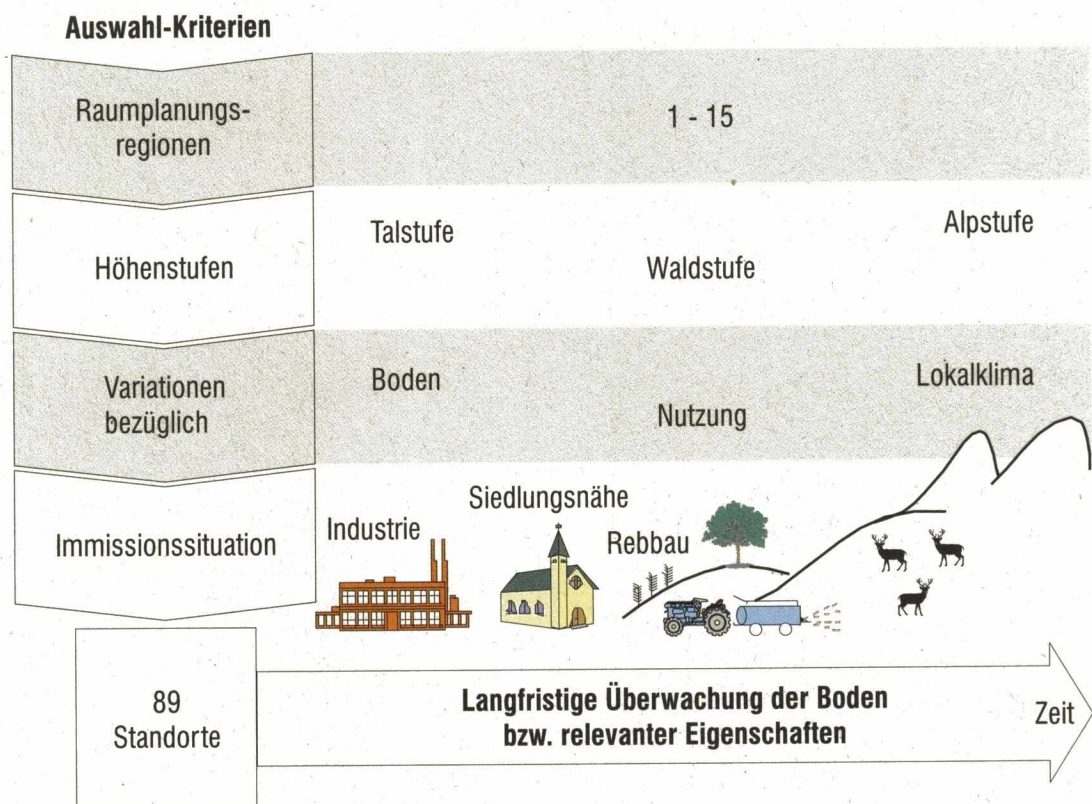 Auswahl-Kriterien
Raumplanungs-
regionen
1 - 15
Höhenstufen
Talstufe
Waldstufe
Alpstufe
Variationen
bezüglich
Boden
Nutzung
Lokalklima
Immissionssituation
Industrie
Siedlungsnähe
Rebbau
89
Standorte
Langfristige Überwachung der Boden
bzw. relevanter Eigenschaften
Zeit